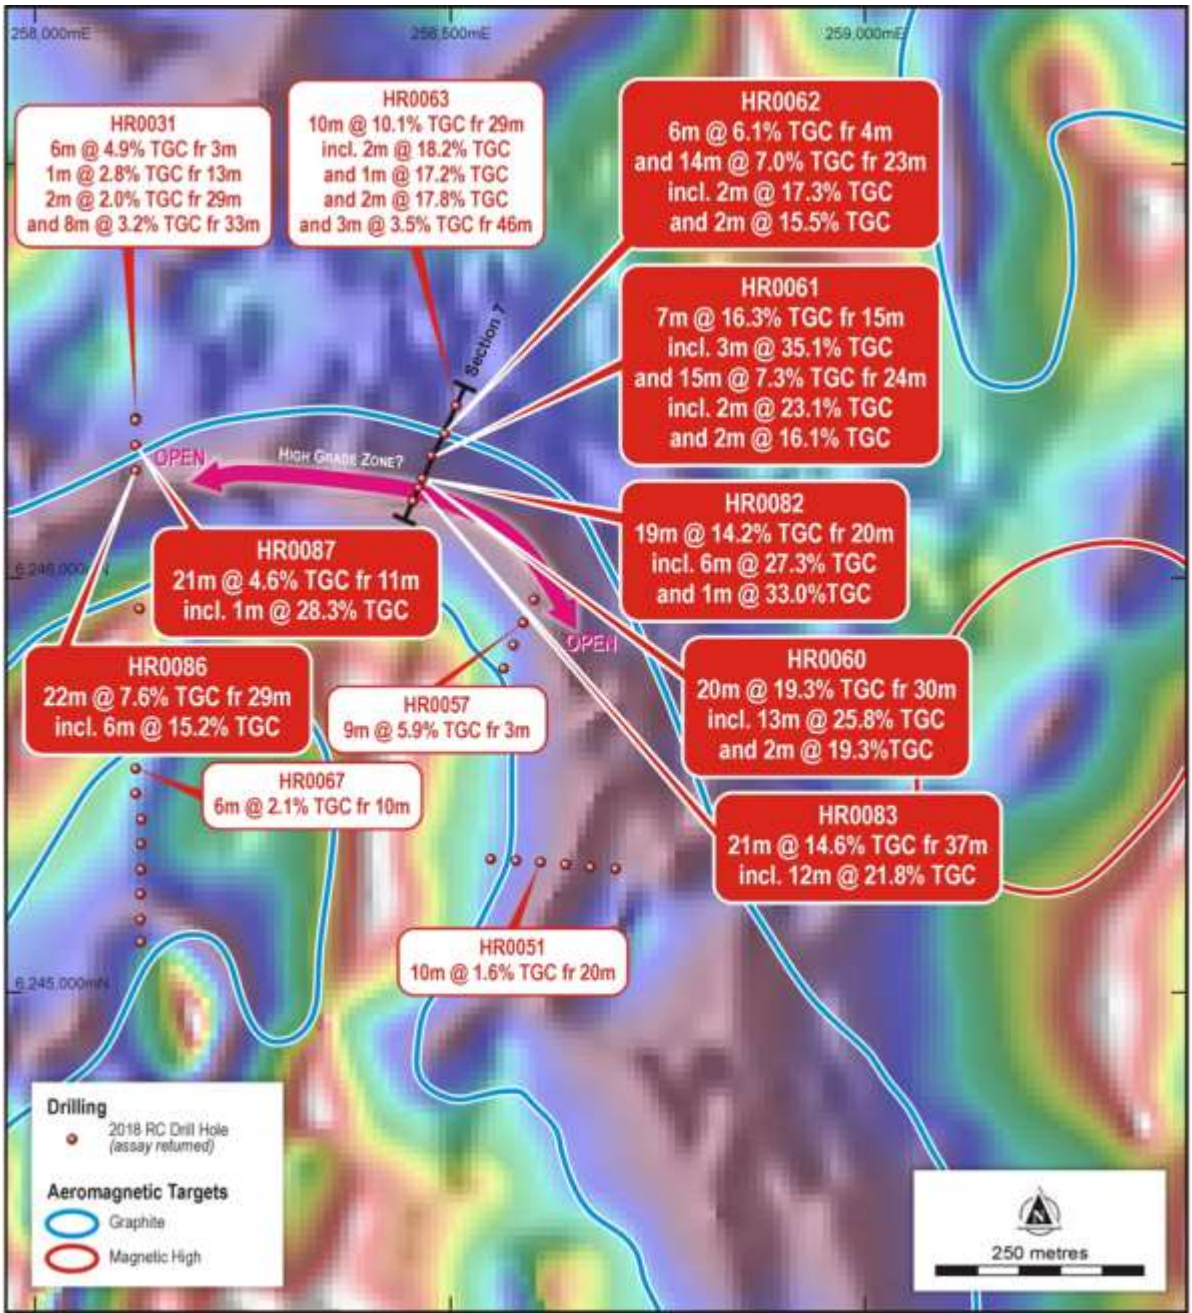 258,000mE
258,500mE
259,000mE
HR0031
6m @ 4.9% TGC fr 3m
1m @ 2.8% TGC fr 13m
2m @ 2.0% TGC fr 29m
and 8m @ 3.2% TGC fr 33m
HR0063
10m @ 10.1% TGC fr 29m
incl. 2m @ 18.2% TGC
and 1m @ 17.2% TGC
and 2m @ 17.8% TGC
and 3m @ 3.5% TGC fr 46m
HR0062
6m @ 6.1% TGC fr 4m
and 14m @ 7.0% TGC fr 23m
incl. 2m @ 17.3% TGC
and 2m @ 15.5% TGC
HR0061
7m @ 16.3% TGC fr 15m
incl. 3m @ 35.1% TGC
and 15m @ 7.3% TGC fr 24m
incl. 2m @ 23.1% TGC
and 2m @ 16.1% TGC
Section 7
OPEN
HIGH GRADE ZONE?
HR0082
19m @ 14.2% TGC fr 20m
incl. 6m @ 27.3% TGC
and 1m @ 33.0%TGC
HR0087
21m @ 4.6% TGC fr 11m
incl. 1m @ 28.3% TGC
OPEN
HR0060
20m @ 19.3% TGC fr 30m
incl. 13m @ 25.8% TGC
and 2m @ 19.3%TGC
HR0086
22m @ 7.6% TGC fr 29m
incl. 6m @ 15.2% TGC
HR0057
9m @ 5.9% TGC fr 3m
HR0067
6m @ 2.1% TGC fr 10m
HR0083
21m @ 14.6% TGC fr 37m
incl. 12m @ 21.8% TGC
HR0051
10m @ 1.6% TGC fr 20m
6,245,000mN
Drilling
2018 RC Drill Hole
(assay returned)
Aeromagnetic Targets
Graphite
Magnetic High
N
250 metres